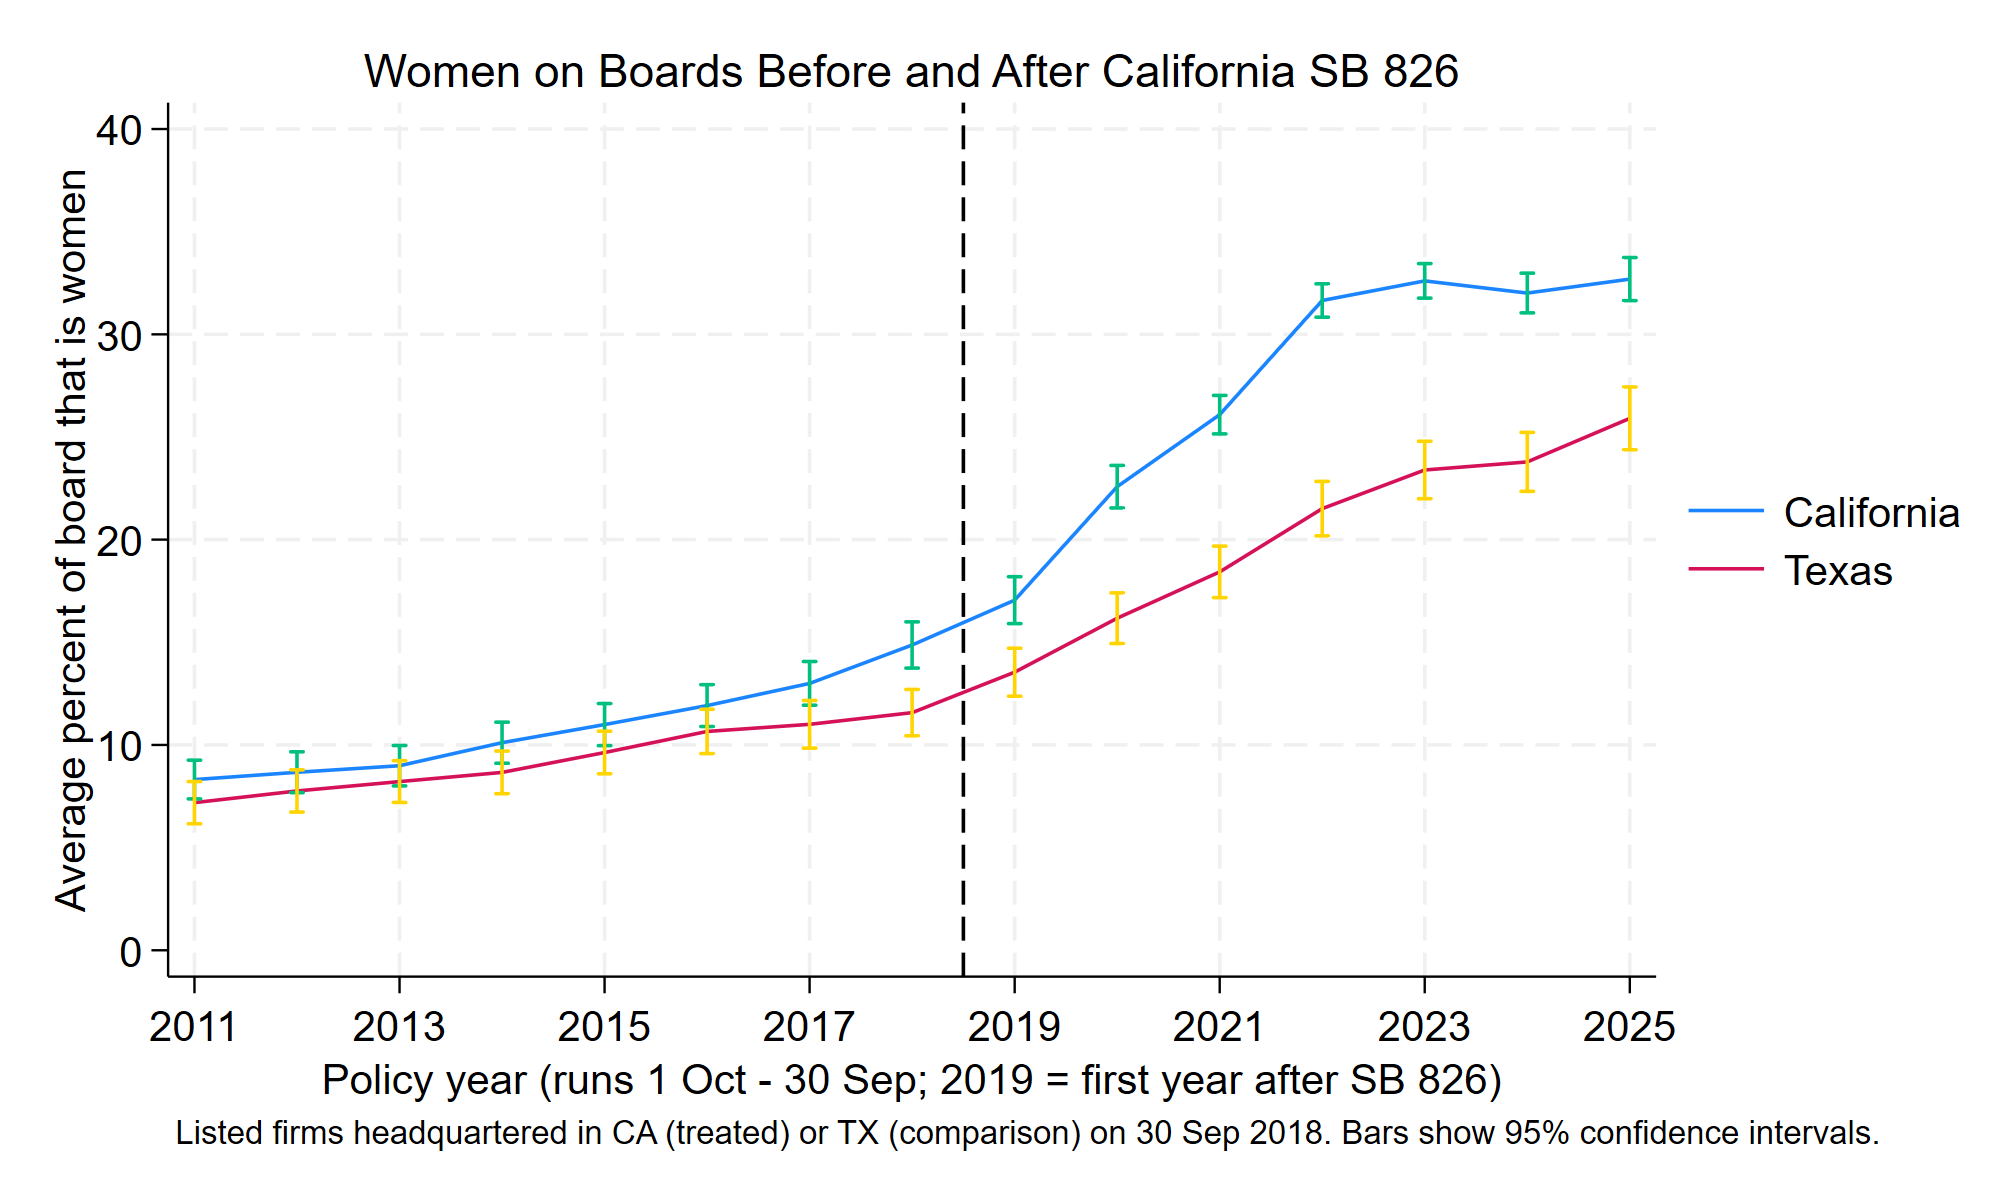 Women on Boards Before and After California SB 826
Average percent of board that is women
40
30
20
10
0
2011 2013 2015 2017 2019 2021 2023 2025
Policy year (runs 1 Oct - 30 Sep; 2019 = first year after SB 826)
California
Texas
Listed firms headquartered in CA (treated) or TX (comparison) on 30 Sep 2018. Bars show 95% confidence intervals.